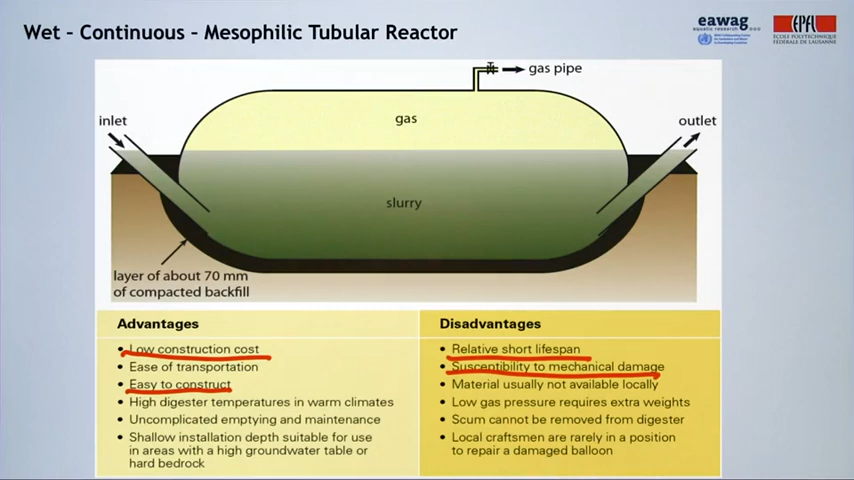 Wet – Continuous – Mesophilic Tubular Reactor
eawag
aquatic research
EPFL
ÉCOLE POLYTECHNIQUE
FÉDÉRALE DE LAUSANNE
gas pipe
inlet
gas
outlet
slurry
layer of about 70 mm
of compacted backfill
Advantages
• Low construction cost
• Ease of transportation
• Easy to construct
• High digester temperatures in warm climates
• Uncomplicated emptying and maintenance
• Shallow installation depth suitable for use
in areas with a high groundwater table or
hard bedrock
Disadvantages
• Relative short lifespan
• Susceptibility to mechanical damage
• Material usually not available locally
• Low gas pressure requires extra weights
• Scum cannot be removed from digester
• Local craftsmen are rarely in a position
to repair a damaged balloon